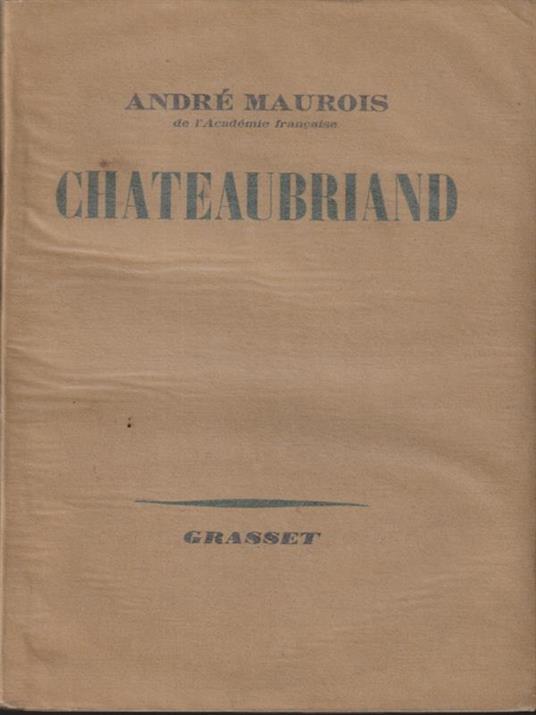 ANDRÉ MAUROIS
de l'Académie française
CHATEAUBRIAND
GRASSET